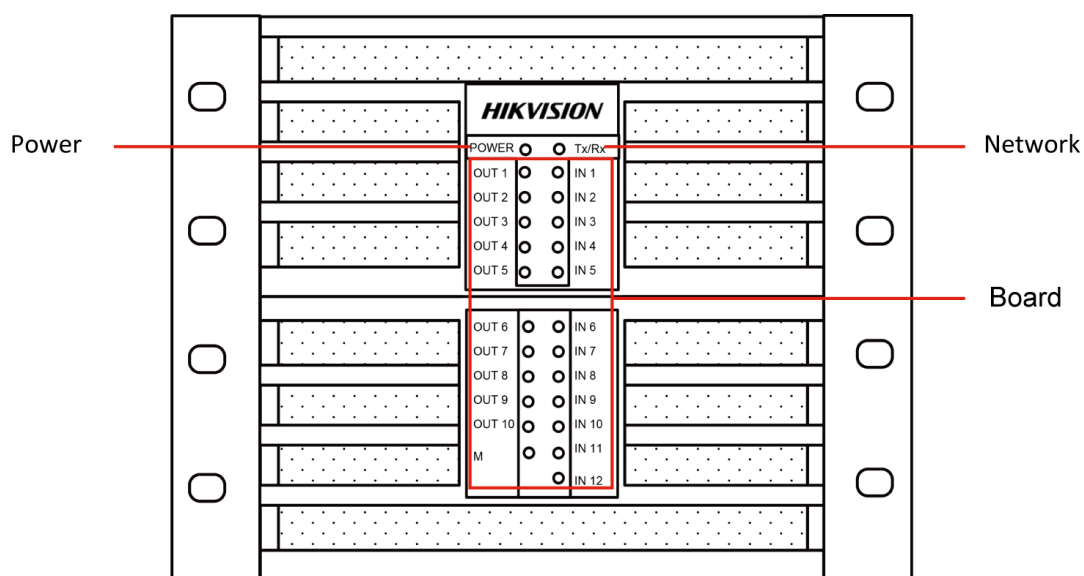 HIKVISION
Power
POWER
Tx/Rx
Network
OUT 1
IN 1
OUT 2
IN 2
OUT 3
IN 3
OUT 4
IN 4
OUT 5
IN 5
Board
OUT 6
IN 6
OUT 7
IN 7
OUT 8
IN 8
OUT 9
IN 9
OUT 10
IN 10
M
IN 11
IN 12